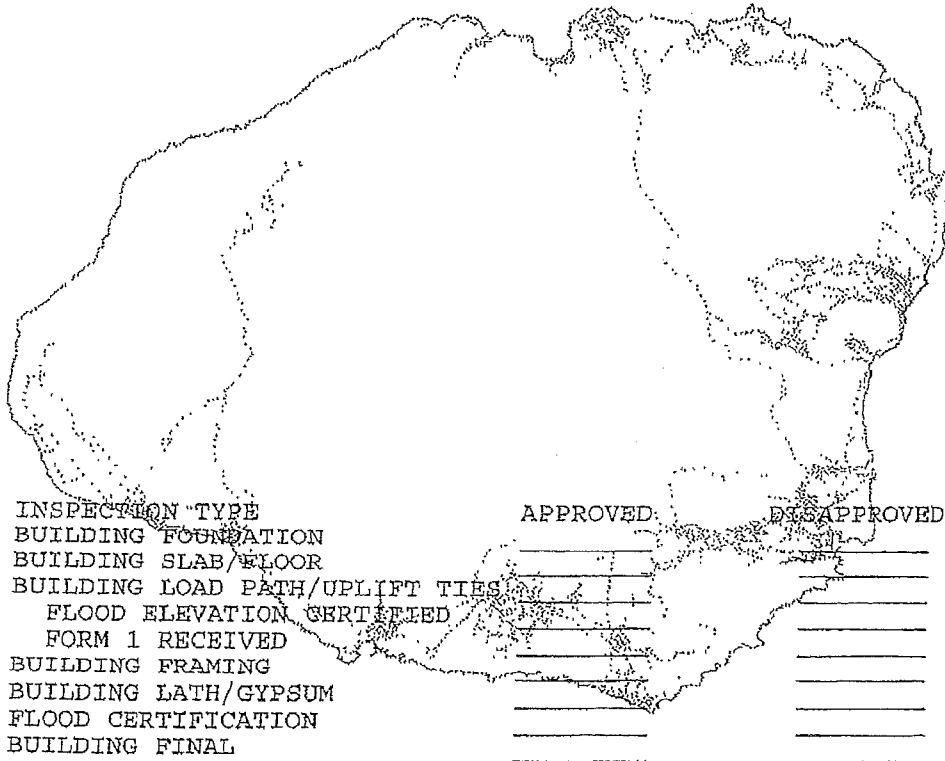 INSPECTION TYPE APPROVED DISAPPROVED
BUILDING FOUNDATION
BUILDING SLAB/FLOOR
BUILDING LOAD PATH/UPLIFT TIES
FLOOD ELEVATION CERTIFIED
FORM 1 RECEIVED
BUILDING FRAMING
BUILDING LATH/GYPSUM
FLOOD CERTIFICATION
BUILDING FINAL